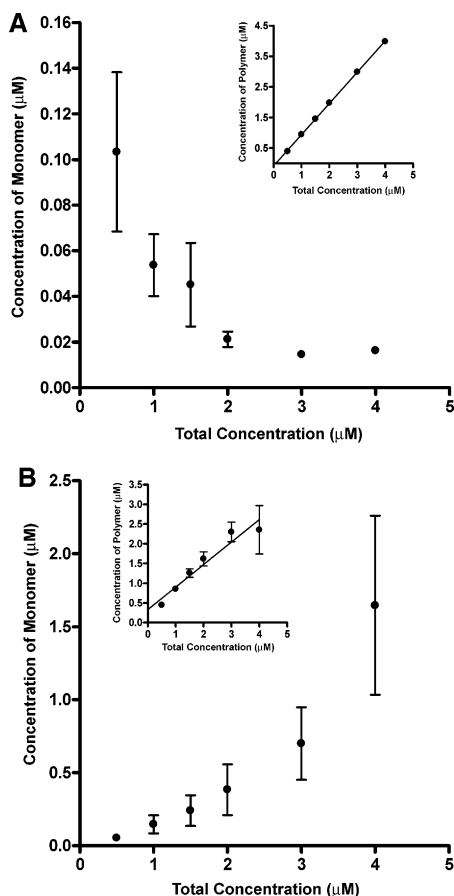 A
Concentration of Monomer (μM)
0.16
0.14
0.12
0.10
0.08
0.06
0.04
0.02
0.00
0 1 2 3 4 5
Total Concentration (μM)
Concentration of Polymer (μM)
4.5
3.5
2.5
1.5
0.5
0 1 2 3 4 5
Total Concentration (μM)
B
Concentration of Monomer (μM)
2.5
2.0
1.5
1.0
0.5
0.0
0 1 2 3 4 5
Total Concentration (μM)
Concentration of Polymer (μM)
3.5
3.0
2.5
2.0
1.5
1.0
0.5
0.0
0 1 2 3 4 5
Total Concentration (μM)